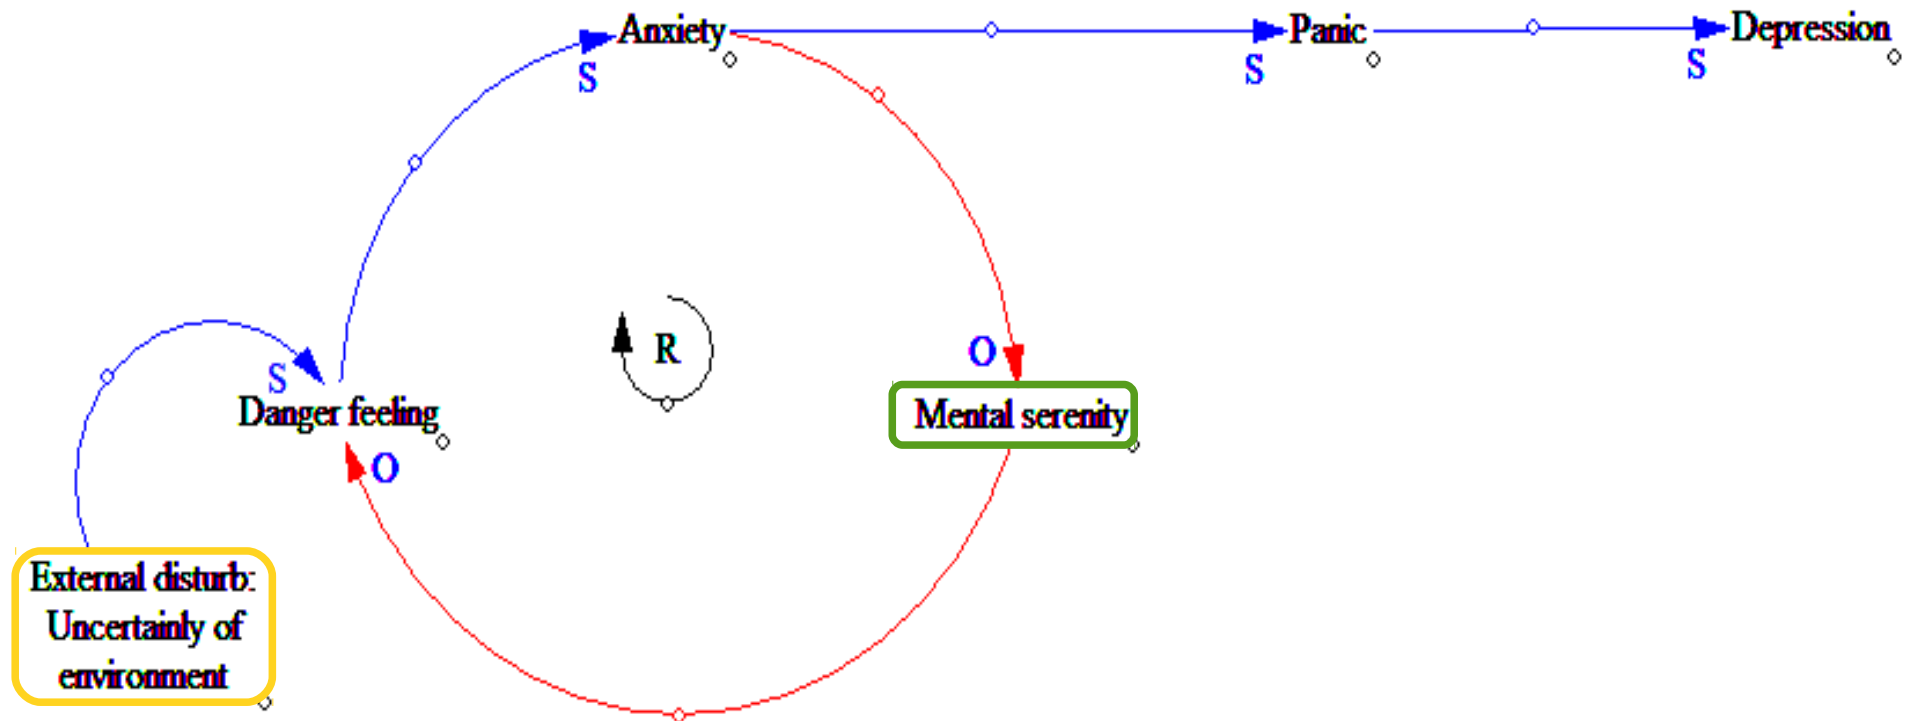 Anxiety
Panic
Depression
S
S
S
O
R
S
Danger feeling
Mental serenity
O
External disturb:
Uncertainly of
environment